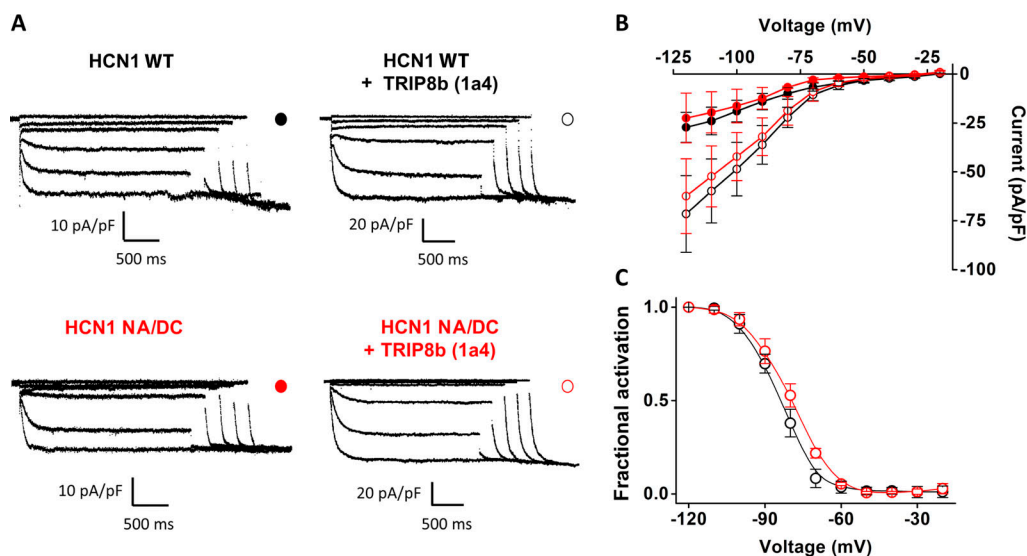 A
HCN1 WT
HCN1 WT
+ TRIP8b (1a4)
10 pA/pF
500 ms
20 pA/pF
500 ms
HCN1 NA/DC
HCN1 NA/DC
+ TRIP8b (1a4)
10 pA/pF
500 ms
20 pA/pF
500 ms
B
Voltage (mV)
-120 -100 -75 -50 -25
0
-25
-50
-75
-100
Current (pA/pF)
C
Fractional activation
1.0
0.5
0.0
-120 -90 -60 -30
Voltage (mV)